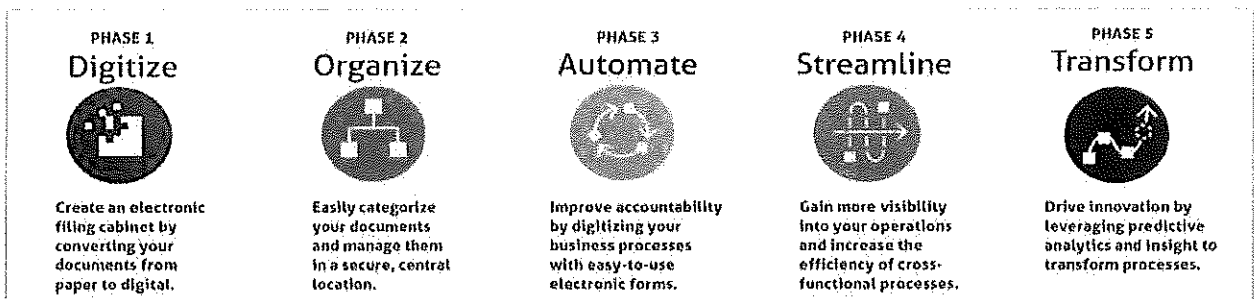 PHASE 1
Digitize
Create an electronic
filing cabinet by
converting your
documents from
paper to digital.
PHASE 2
Organize
Easily categorize
your documents
and manage them
in a secure, central
location.
PHASE 3
Automate
Improve accountability
by digitizing your
business processes
with easy-to-use
electronic forms.
PHASE 4
Streamline
Gain more visibility
into your operations
and increase the
efficiency of cross-
functional processes.
PHASE 5
Transform
Drive innovation by
leveraging predictive
analytics and insight to
transform processes.